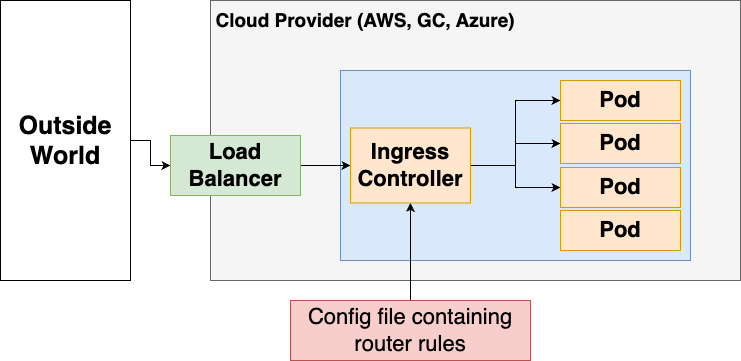 Cloud Provider (AWS, GC, Azure)
Outside
World
Load
Balancer
Ingress
Controller
Pod
Pod
Pod
Pod
Config file containing
router rules